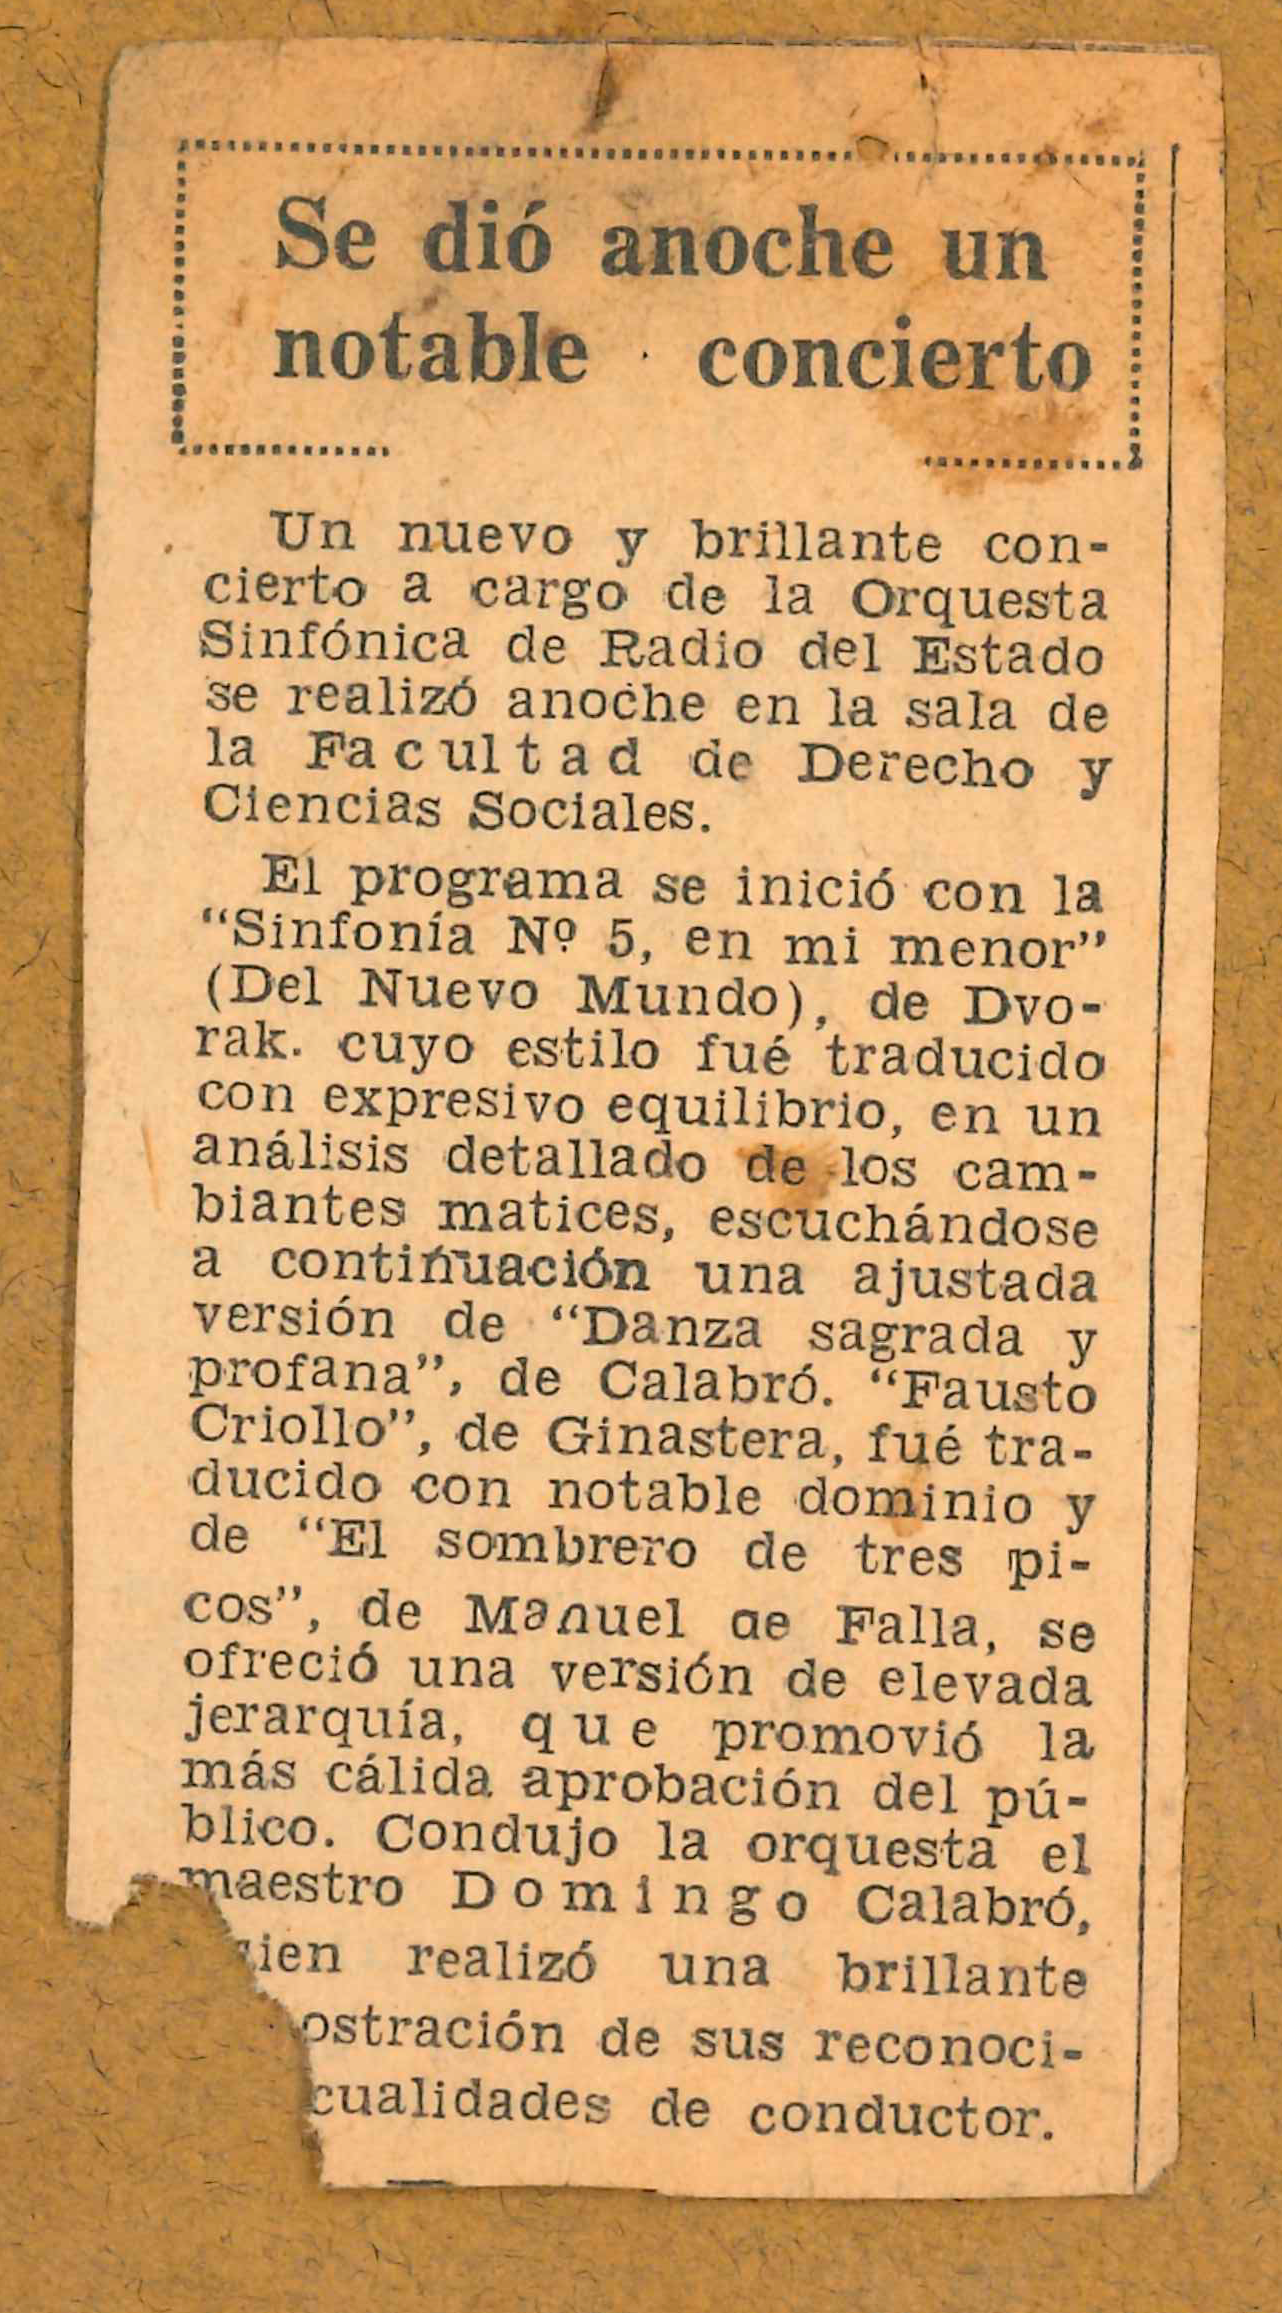 Se dió anoche un
notable concierto
Un nuevo y brillante con-
cierto a cargo de la Orquesta
Sinfónica de Radio del Estado
se realizó anoche en la sala de
la Facultad de Derecho y
Ciencias Sociales.
El programa se inició con la
“Sinfonía Nº 5, en mi menor”
(Del Nuevo Mundo), de Dvo-
rak. cuyo estilo fué traducido
con expresivo equilibrio, en un
análisis detallado de los cam-
biantes matices, escuchándose
a continuación una ajustada
versión de “Danza sagrada y
profana”, de Calabró. “Fausto
Criollo”, de Ginastera, fué tra-
ducido con notable dominio y
de “El sombrero de tres pi-
cos”, de Manuel de Falla, se
ofreció una versión de elevada
jerarquía, que promovió la
más cálida aprobación del pú-
blico. Condujo la orquesta el
maestro Domingo Calabró,
ien realizó una brillante
ostración de sus reconoci-
cualidades de conductor.